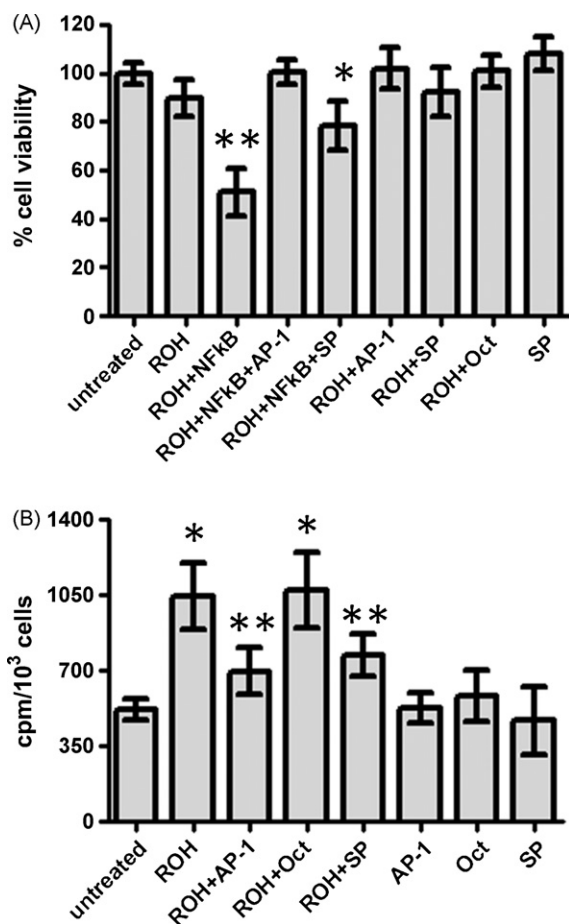 (A)
120
100
80
60
40
20
0
% cell viability
*
**
untreated
ROH
ROH+NFkB
ROH+NFkB+AP-1
ROH+NFkB+SP
ROH+AP-1
ROH+SP
ROH+Oct
SP
(B)
1400
1050
700
350
0
cpm/10³ cells
* *
** **
untreated
ROH
ROH+AP-1
ROH+Oct
ROH+SP
AP-1
Oct
SP